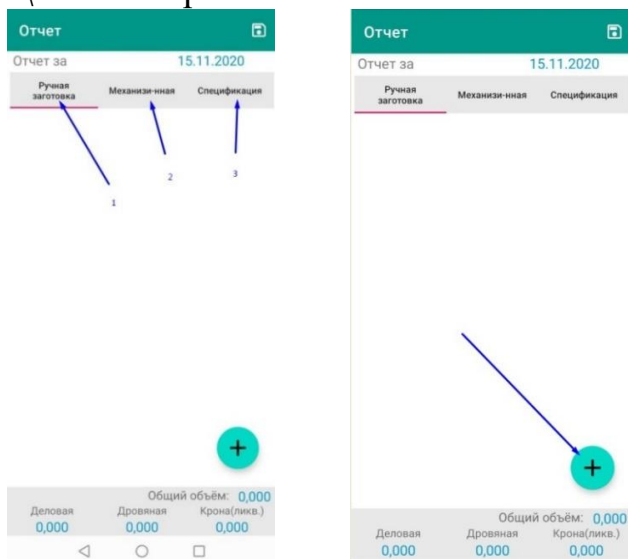 Отчет
Отчет за 15.11.2020
Ручная заготовка Механизи-нная Спецификация
1
2
3
Общий объём: 0,000
Деловая Дровяная Крона(ликв.)
0,000 0,000 0,000
Отчет
Отчет за 15.11.2020
Ручная заготовка Механизи-нная Спецификация
Общий объём: 0,000
Деловая Дровяная Крона(ликв.)
0,000 0,000 0,000